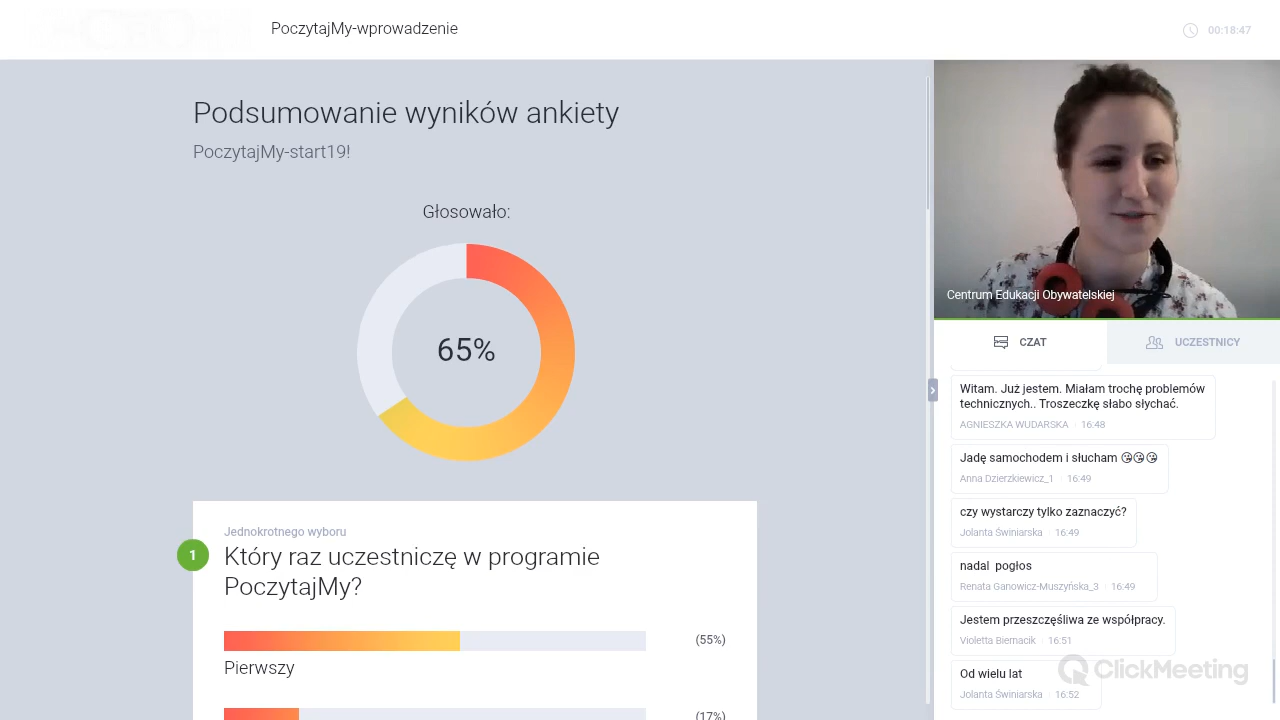 PoczytajMy-wprowadzenie
00:18:47
Podsumowanie wyników ankiety
PoczytajMy-start19!
Głosowało:
65%
1
Jednokrotnego wyboru
Który raz uczestniczę w programie
PoczytajMy?
(55%)
Pierwszy
(17%)
Centrum Edukacji Obywatelskiej
CZAT
UCZESTNICY
Witam. Już jestem. Miałam trochę problemów
technicznych.. Troszeczkę słabo słychać.
AGNIESZKA WUDARSKA · 16:48
Jadę samochodem i słucham 😘😘😘
Anna Dzierzkiewicz_1 · 16:49
czy wystarczy tylko zaznaczyć?
Jolanta Świniarska · 16:49
nadal pogłos
Renata Ganowicz-Muszyńska_3 · 16:49
Jestem przeszczęśliwa ze współpracy.
Violetta Biernacik · 16:51
Od wielu lat
Jolanta Świniarska · 16:52
ClickMeeting